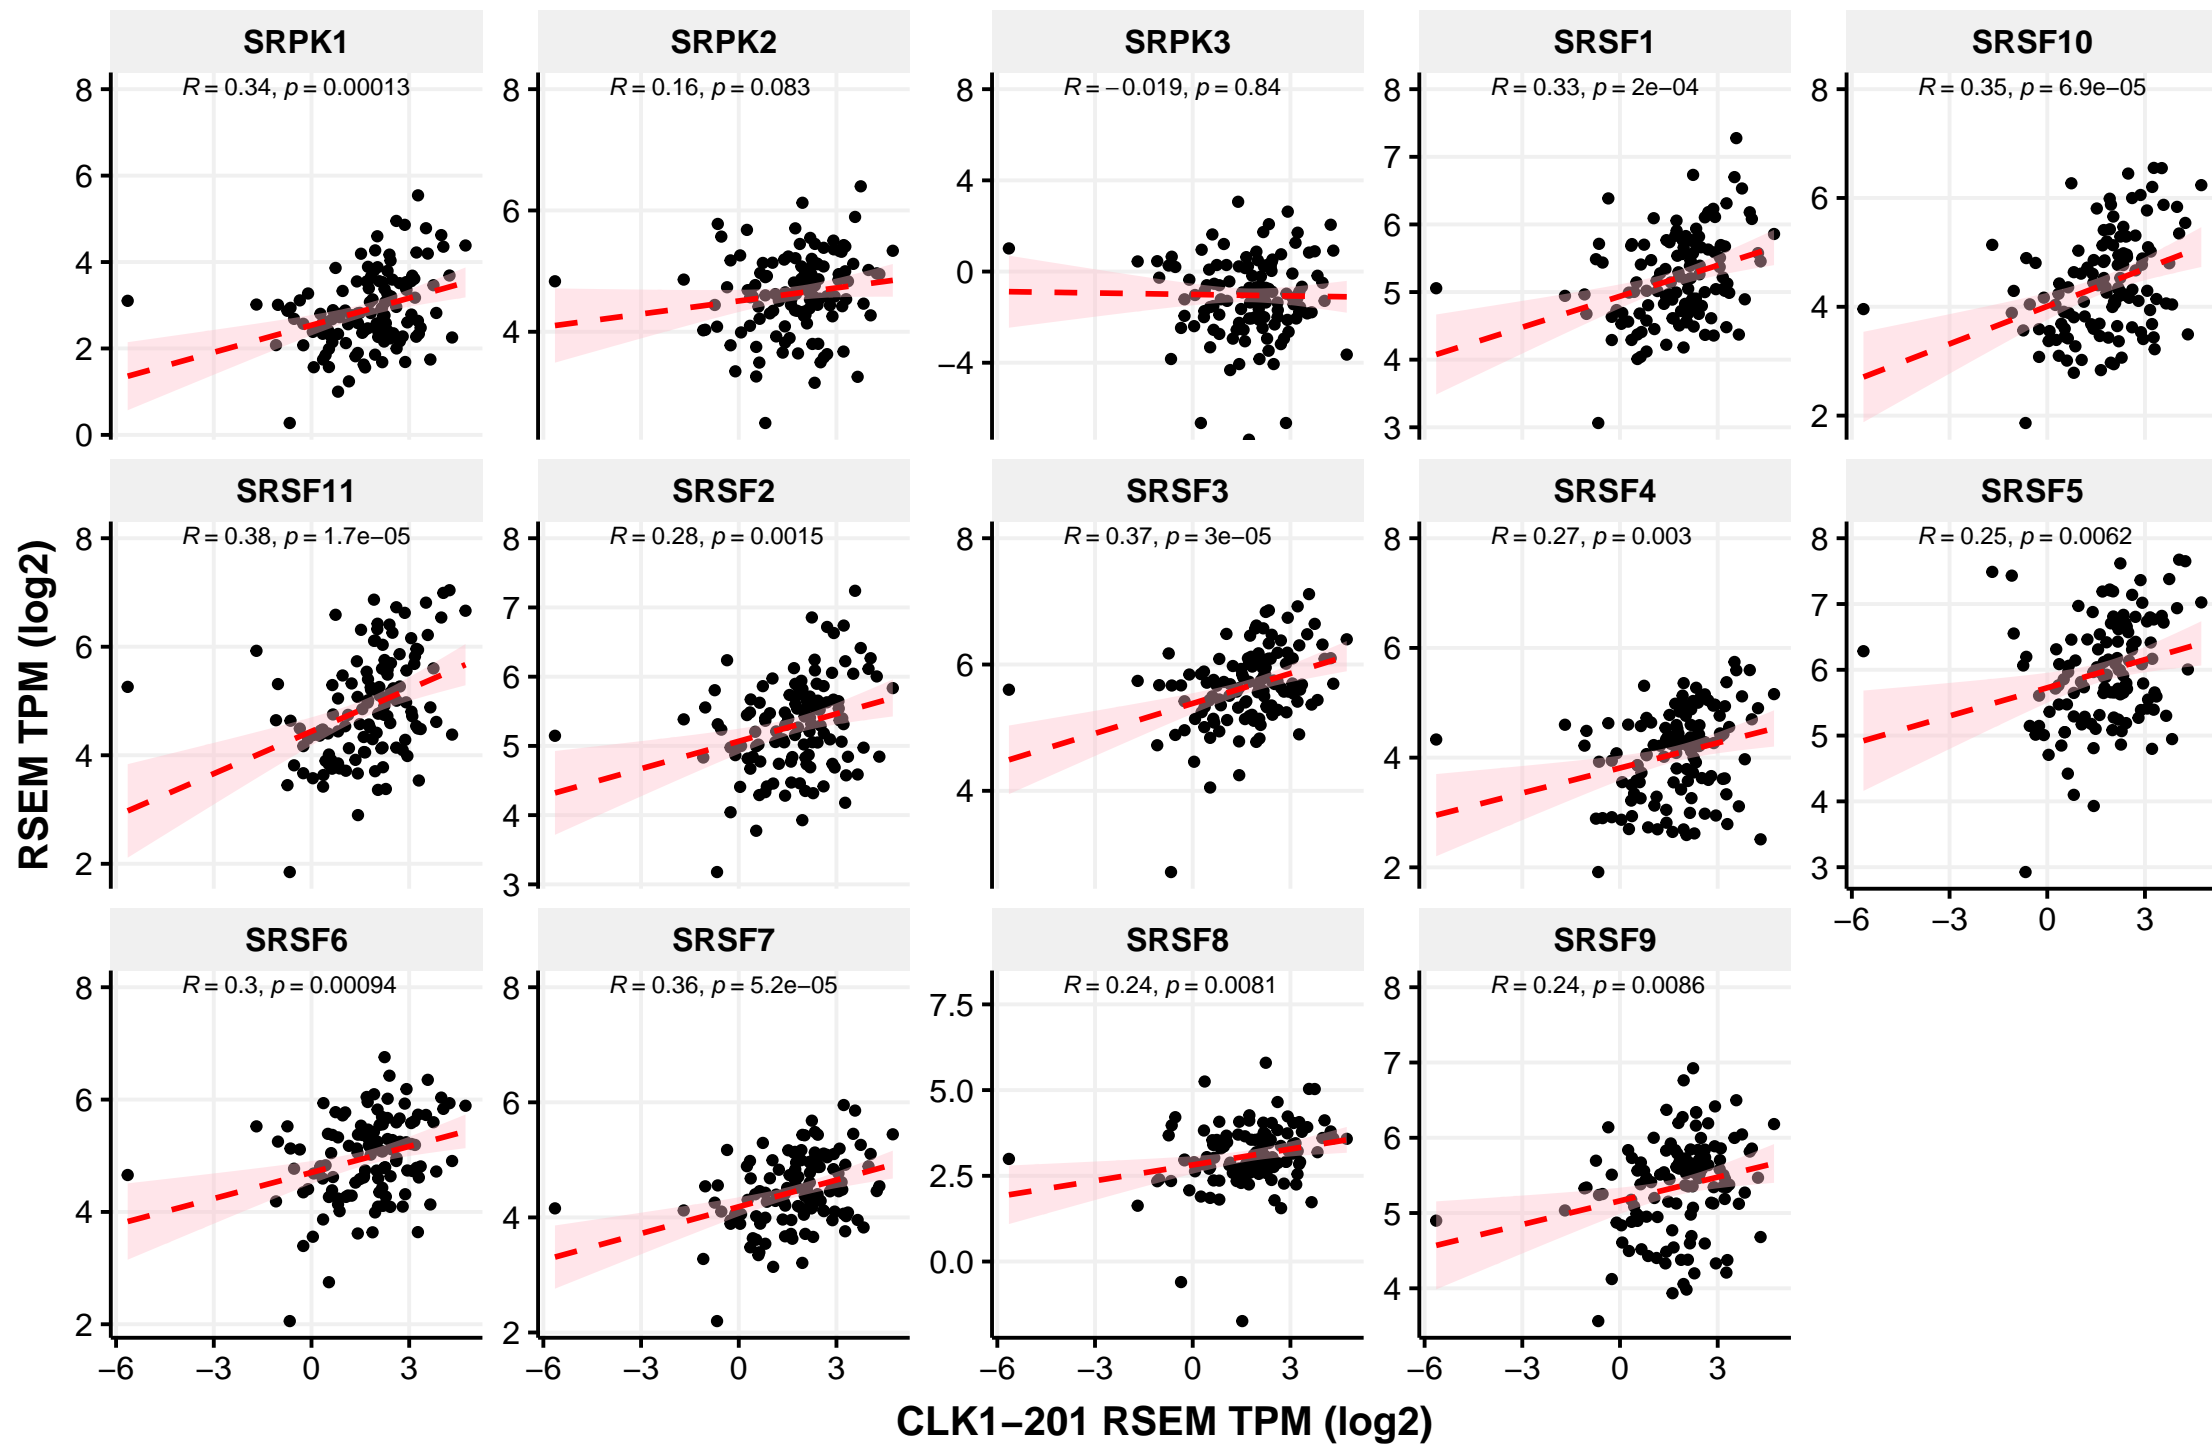 SRPK1 SRPK2 SRPK3 SRSF1 SRSF10
R = 0.34, p = 0.00013 R = 0.16, p = 0.083 R = −0.019, p = 0.84 R = 0.33, p = 2e−04 R = 0.35, p = 6.9e−05
8 6 4 2 0
8 6 4
8 4 0 −4
8 7 6 5 4 3
8 6 4 2
SRSF11 SRSF2 SRSF3 SRSF4 SRSF5
R = 0.38, p = 1.7e−05 R = 0.28, p = 0.0015 R = 0.37, p = 3e−05 R = 0.27, p = 0.003 R = 0.25, p = 0.0062
8 6 4 2
8 7 6 5 4 3
8 6 4
8 6 4 2
8 7 6 5 4 3
−6 −3 0 3
SRSF6 SRSF7 SRSF8 SRSF9
R = 0.3, p = 0.00094 R = 0.36, p = 5.2e−05 R = 0.24, p = 0.0081 R = 0.24, p = 0.0086
8 6 4 2
8 6 4 2
7.5 5.0 2.5 0.0
8 7 6 5 4
−6 −3 0 3 −6 −3 0 3 −6 −3 0 3 −6 −3 0 3
RSEM TPM (log2)
CLK1−201 RSEM TPM (log2)